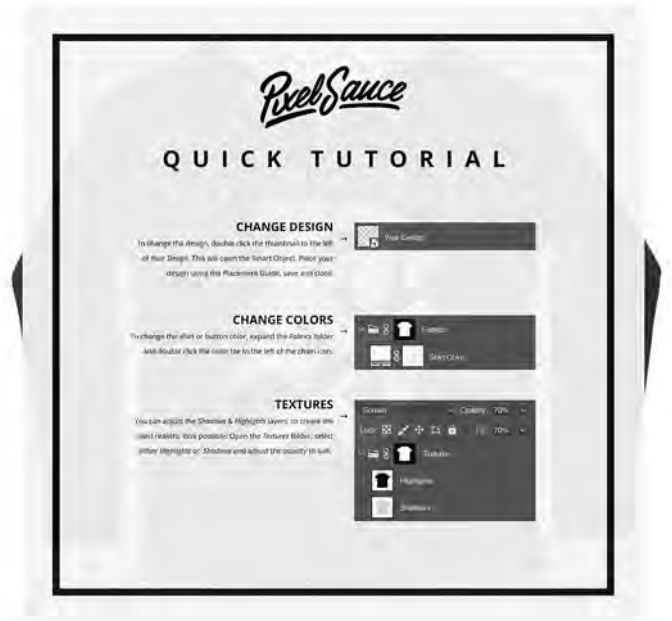 PixelSauce
QUICK TUTORIAL
CHANGE DESIGN
To change the design, double click the thumbnail to the left
of Your Design. This will open the Smart Object. Place your
design using the Placement Guide, save and close.
Your Design
CHANGE COLORS
To change the shirt or button color, expand the Fabrics folder
and double click the color tile to the left of the chain icon.
Fabrics
Shirt Color
TEXTURES
You can adjust the Shadows & Highlights layers, to create the
most realistic look possible. Open the Textures folder, select
either Highlights or Shadows and adjust the opacity to suit.
Screen
Opacity: 70%
Lock:
Fill: 70%
Textures
Highlights
Shadows